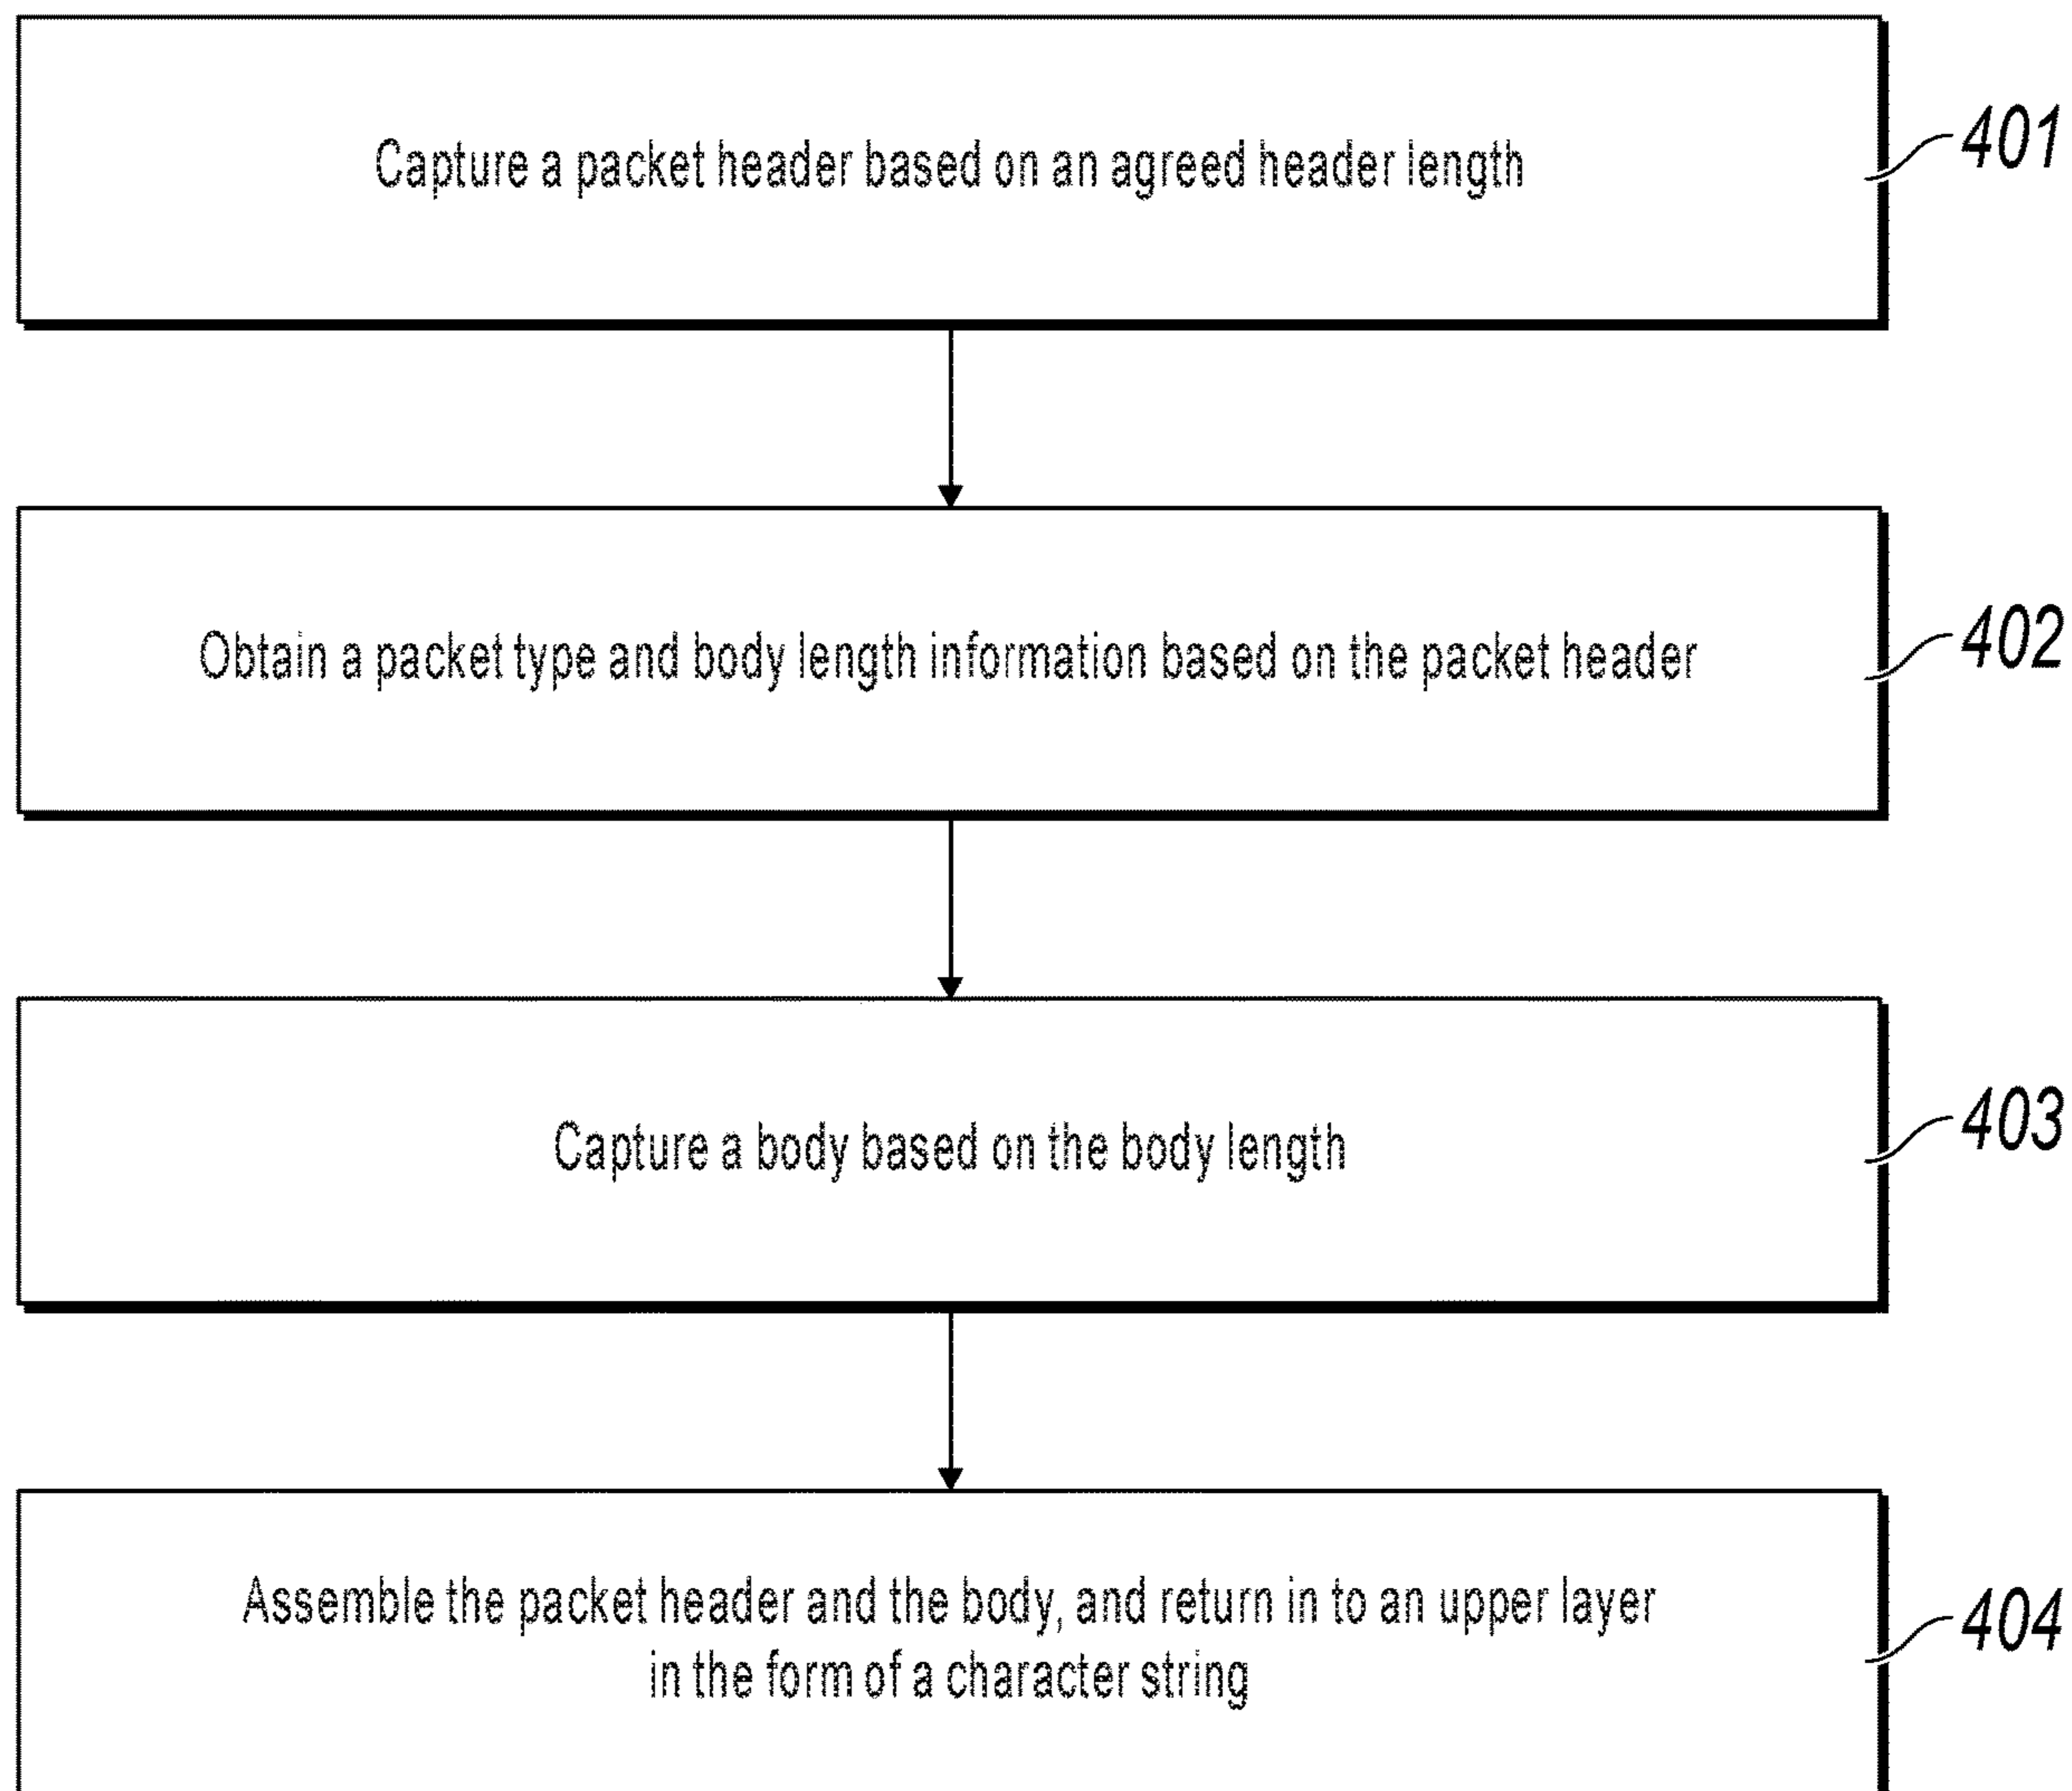 Capture a packet header based on an agreed header length
401
Obtain a packet type and body length information based on the packet header
402
Capture a body based on the body length
403
Assemble the packet header and the body, and return in to an upper layer
in the form of a character string
404